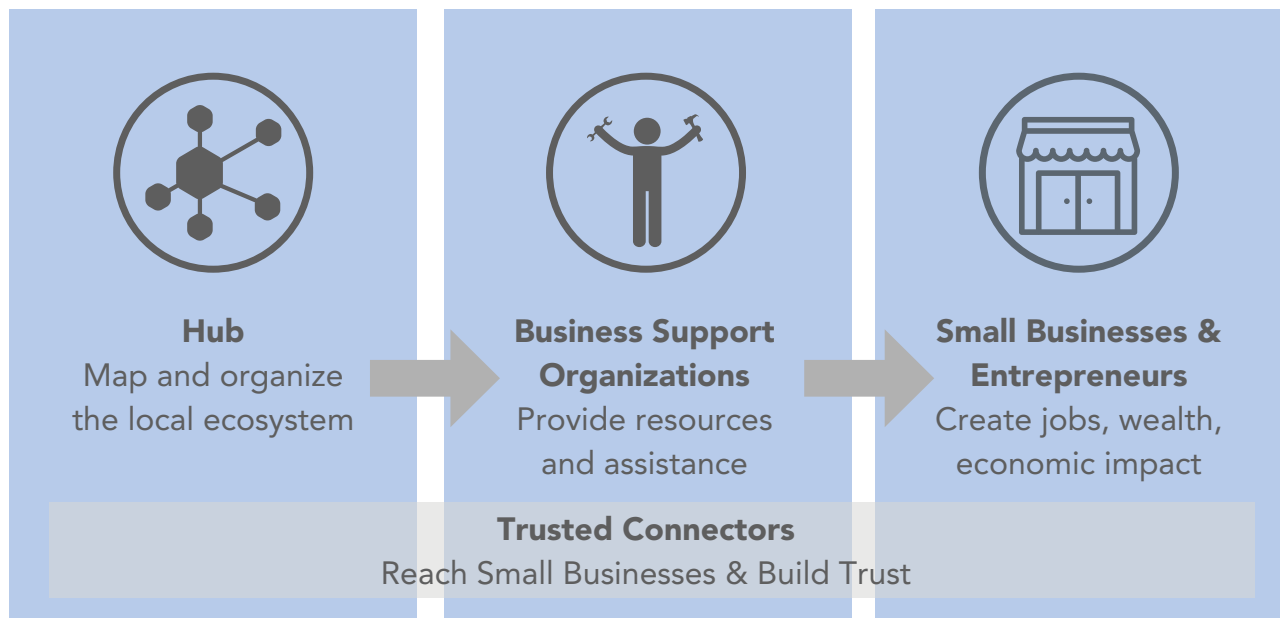 Hub
Map and organize
the local ecosystem
Business Support
Organizations
Provide resources
and assistance
Small Businesses &
Entrepreneurs
Create jobs, wealth,
economic impact
Trusted Connectors
Reach Small Businesses & Build Trust